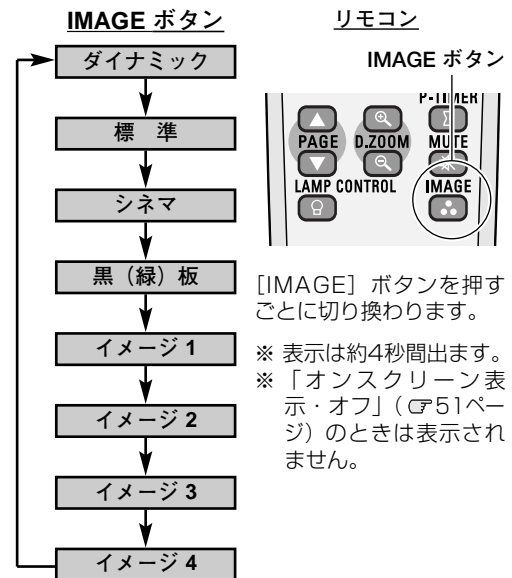 IMAGE ボタン
ダイナミック
標　準
シネマ
黒（緑）板
イメージ 1
イメージ 2
イメージ 3
イメージ 4
リモコン
IMAGE ボタン
P-TIMER
PAGE D.ZOOM MUTE
LAMP CONTROL IMAGE
［IMAGE］ボタンを押す
ごとに切り換わります。
※ 表示は約4秒間出ます。
※「オンスクリーン表
示・オフ」（☞51ペー
ジ）のときは表示され
ません。